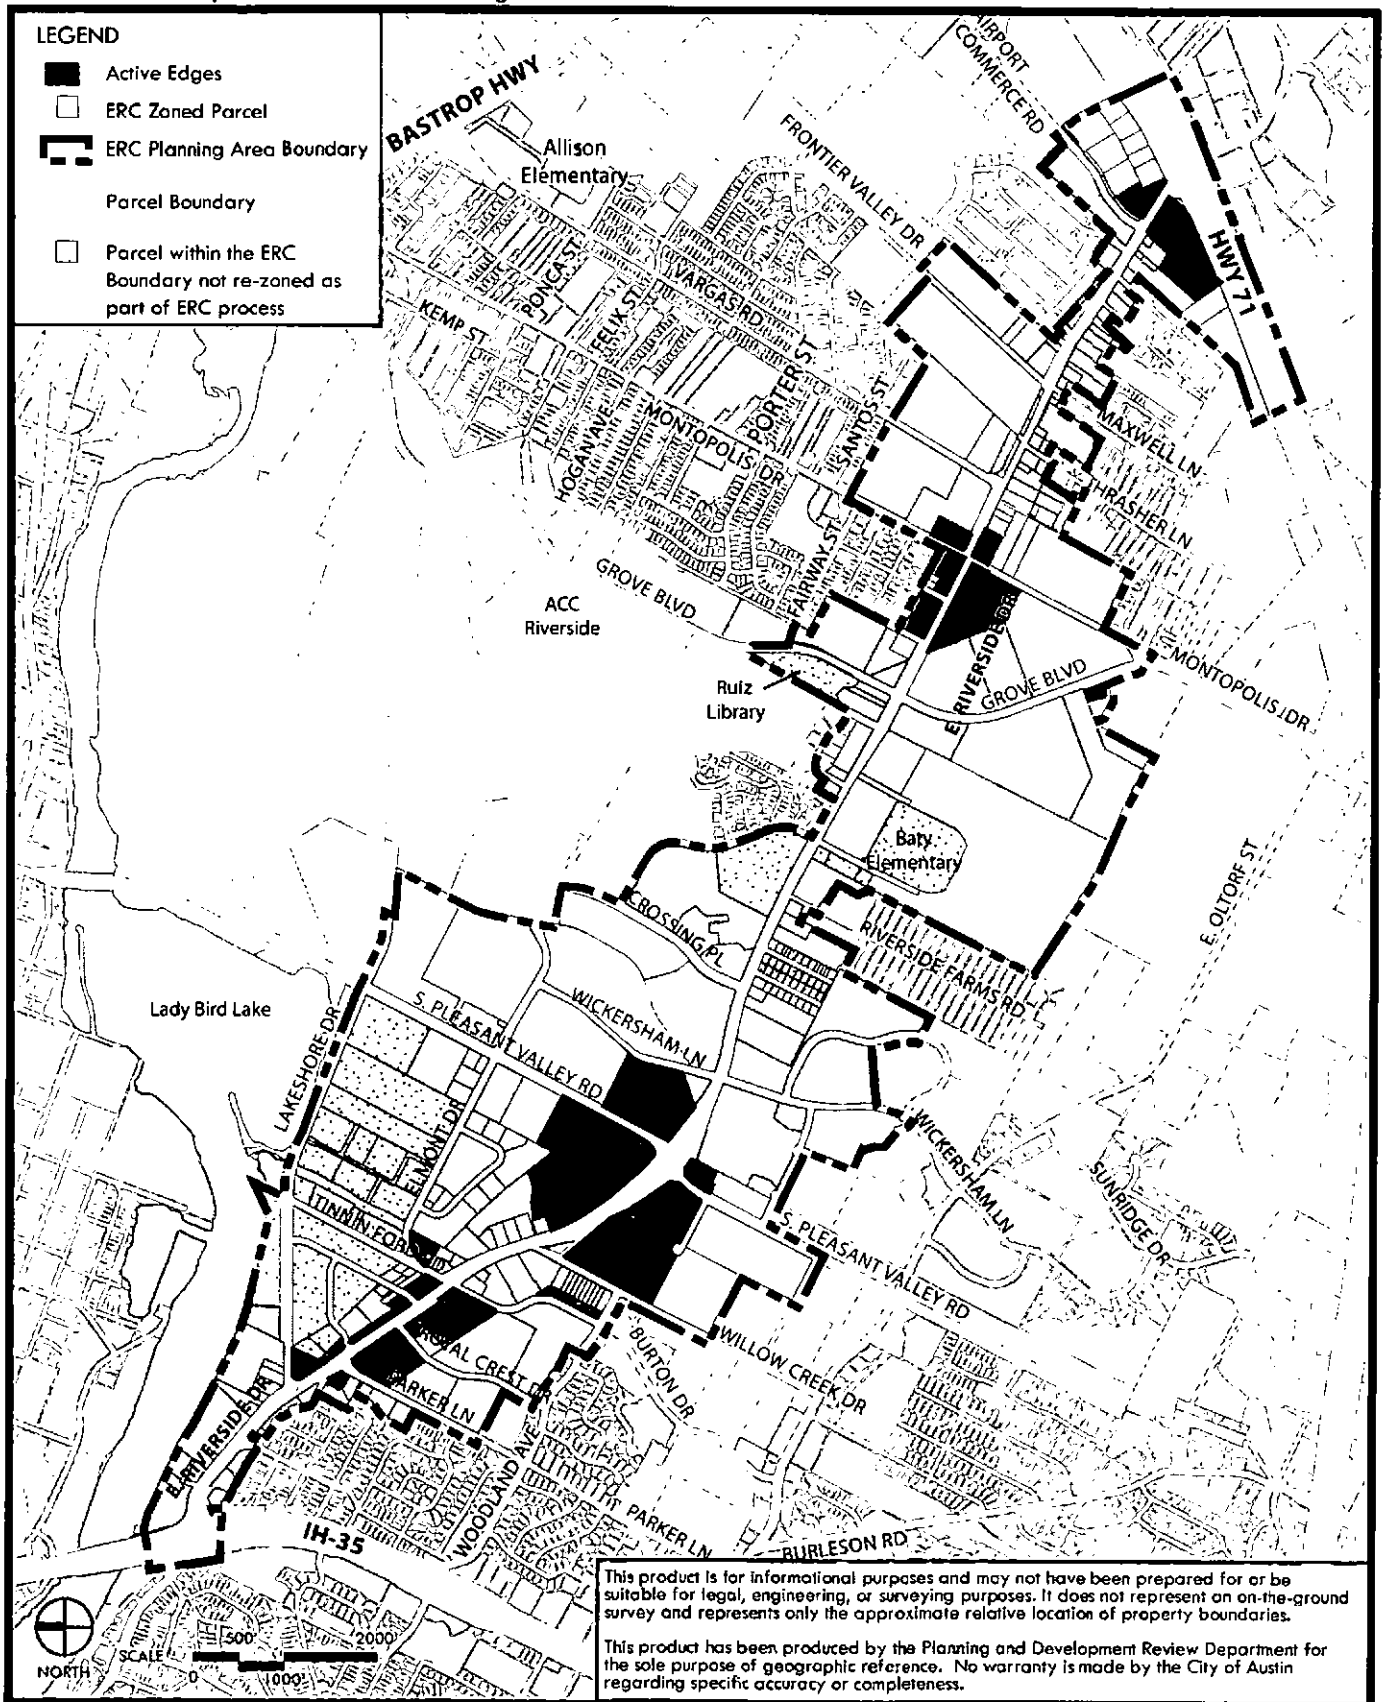 LEGEND
Active Edges
ERC Zoned Parcel
ERC Planning Area Boundary
Parcel Boundary
Parcel within the ERC
Boundary not re-zoned as
part of ERC process
BASTROP HWY
AIRPORT
COMMERCE RD
Allison
Elementary
FRONTIER VALLEY DR
HWY 71
VARGAS RD
PONCA ST
FELIX ST
KEMP ST
PORTER ST
SANTOS ST
MONTOPOLIS DR
HOGAN AVE
MAXWELL LN
THRASHER LN
FAIRWAY ST
GROVE BLVD
ACC
Riverside
E. RIVERSIDE DR
MONTOPOLIS DR
Ruiz
Library
GROVE BLVD
Baty
Elementary
E. OLTORF ST
CROSSING PL
RIVERSIDE FARMS RD
Lady Bird Lake
LAKESHORE DR
S. PLEASANT VALLEY RD
WICKERSHAM LN
ELMONT DR
WICKERSHAM LN
SUNRIDGE DR
TINNIN FORD RD
S. PLEASANT VALLEY RD
ROYAL CREST DR
PARKER LN
BURTON DR
WILLOW CREEK DR
E. RIVERSIDE DR
WOODLAND AVE
PARKER LN
IH-35
BURLESON RD
NORTH
SCALE
500'
2000'
0
1000'
This product is for informational purposes and may not have been prepared for or be
suitable for legal, engineering, or surveying purposes. It does not represent an on-the-ground
survey and represents only the approximate relative location of property boundaries.
This product has been produced by the Planning and Development Review Department for
the sole purpose of geographic reference. No warranty is made by the City of Austin
regarding specific accuracy or completeness.